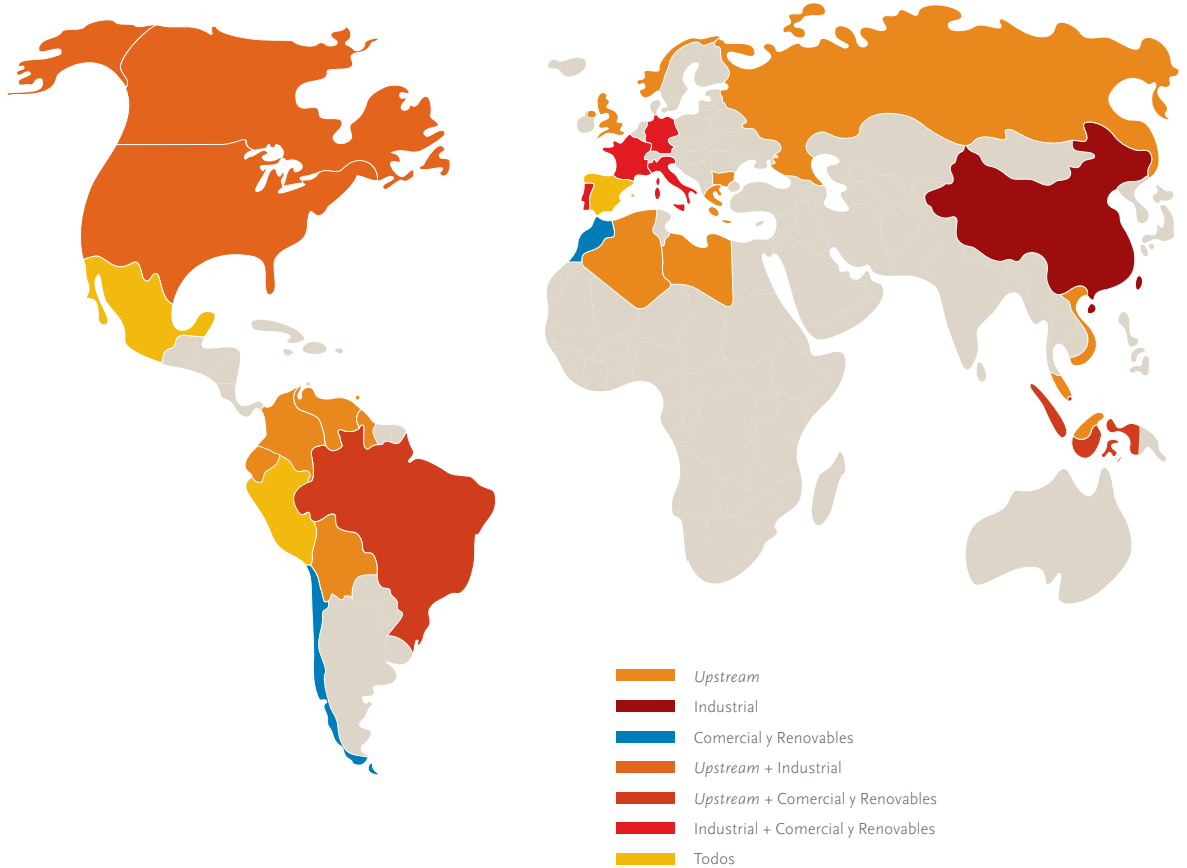 Upstream
Industrial
Comercial y Renovables
Upstream + Industrial
Upstream + Comercial y Renovables
Industrial + Comercial y Renovables
Todos